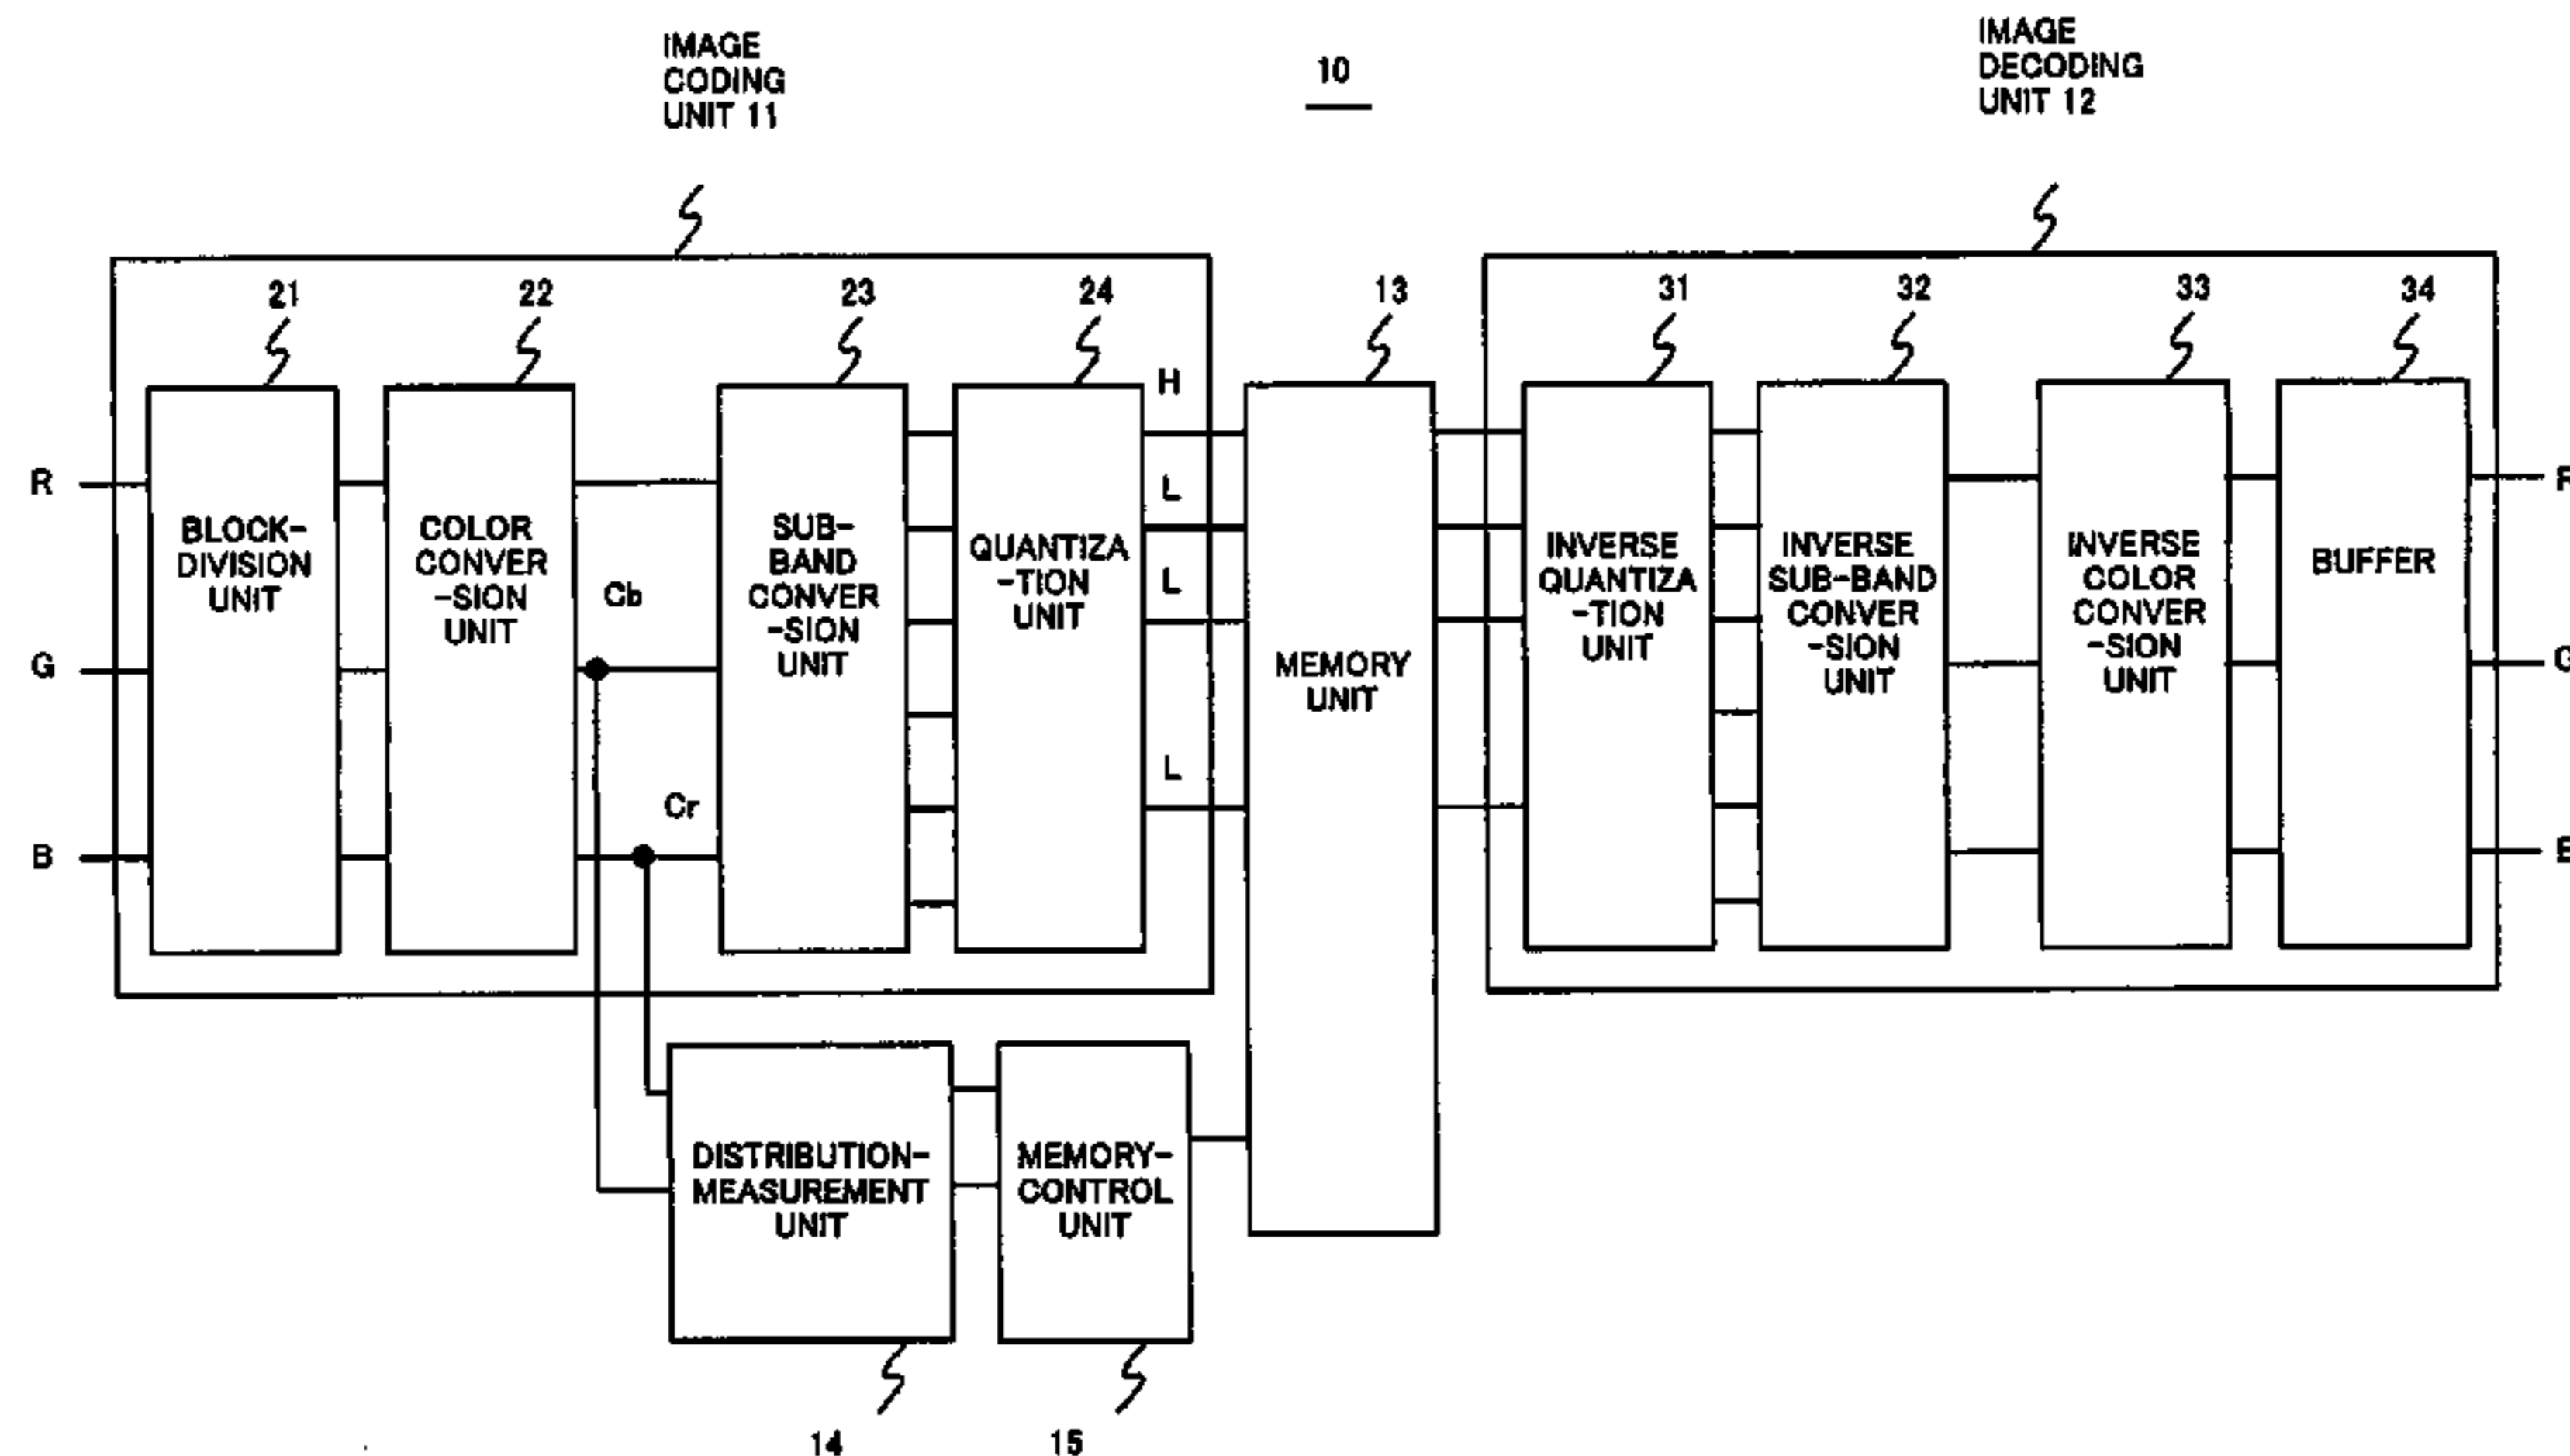 IMAGE
CODING
UNIT 11
10
IMAGE
DECODING
UNIT 12
21
22
23
24
13
31
32
33
34
H
L
L
L
R
G
B
BLOCK-
DIVISION
UNIT
COLOR
CONVER
-SION
UNIT
Cb
Cr
SUB-
BAND
CONVER
-SION
UNIT
QUANTIZA
-TION
UNIT
MEMORY
UNIT
INVERSE
QUANTIZA
-TION
UNIT
INVERSE
SUB-BAND
CONVER
-SION
UNIT
INVERSE
COLOR
CONVER
-SION
UNIT
BUFFER
DISTRIBUTION-
MEASUREMENT
UNIT
MEMORY-
CONTROL
UNIT
14
15